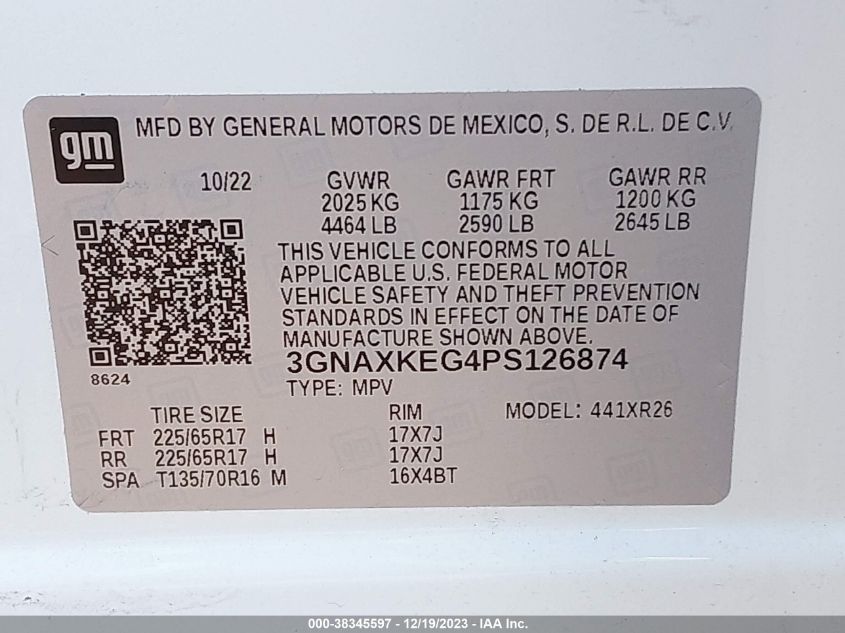 gm
MFD BY GENERAL MOTORS DE MEXICO, S. DE R.L. DE C.V.
10/22 GVWR GAWR FRT GAWR RR
2025 KG 1175 KG 1200 KG
4464 LB 2590 LB 2645 LB
THIS VEHICLE CONFORMS TO ALL
APPLICABLE U.S. FEDERAL MOTOR
VEHICLE SAFETY AND THEFT PREVENTION
STANDARDS IN EFFECT ON THE DATE OF
MANUFACTURE SHOWN ABOVE.
3GNAXKEG4PS126874
8624
TYPE: MPV
TIRE SIZE RIM MODEL: 441XR26
FRT 225/65R17 H 17X7J
RR 225/65R17 H 17X7J
SPA T135/70R16 M 16X4BT
000-38345597 - 12/19/2023 - IAA Inc.